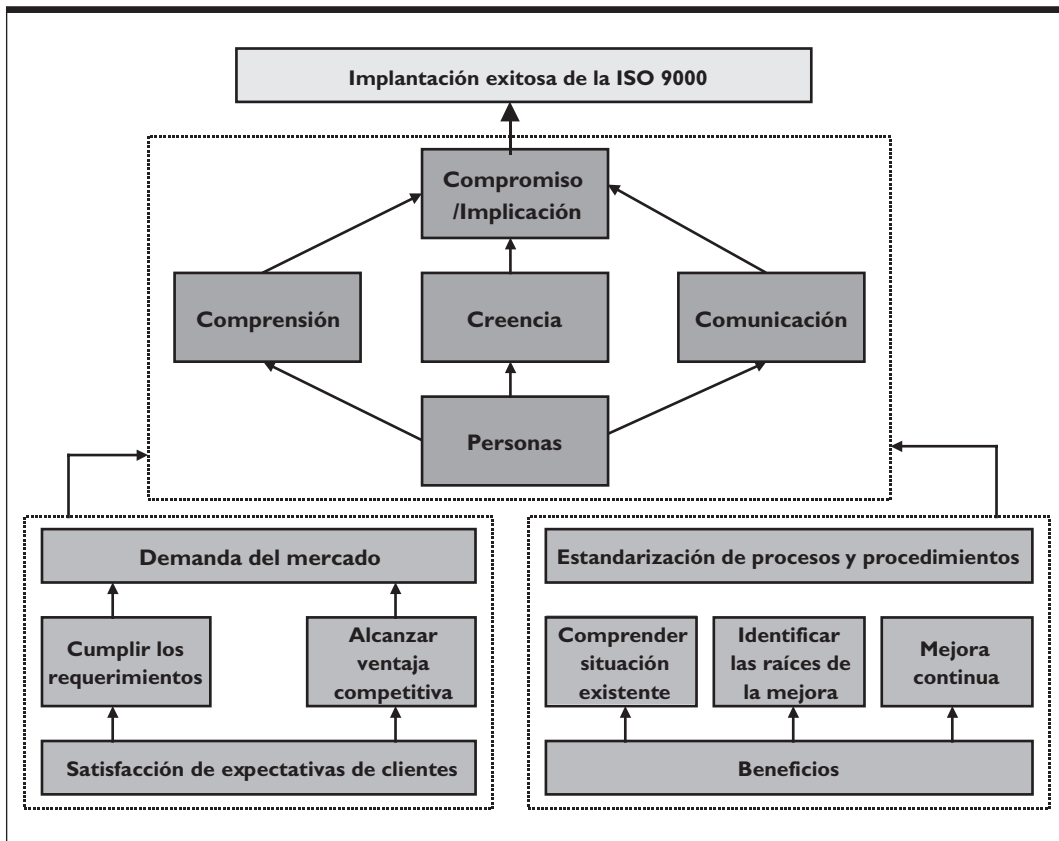 Implantación exitosa de la ISO 9000
Compromiso
/Implicación
Comprensión
Creencia
Comunicación
Personas
Demanda del mercado
Cumplir los
requerimientos
Alcanzar
ventaja
competitiva
Satisfacción de expectativas de clientes
Estandarización de procesos y procedimientos
Comprender
situación
existente
Identificar
las raíces de
la mejora
Mejora
continua
Beneficios